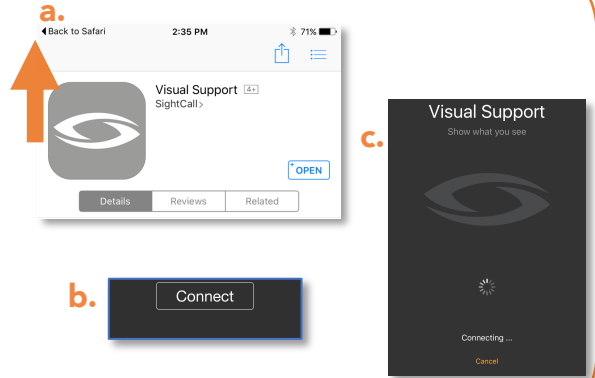 a.
Back to Safari 2:35 PM 71%
Visual Support 4+
SightCall >
+OPEN
Details Reviews Related
b.
Connect
c.
Visual Support
Show what you see
Connecting ...
Cancel